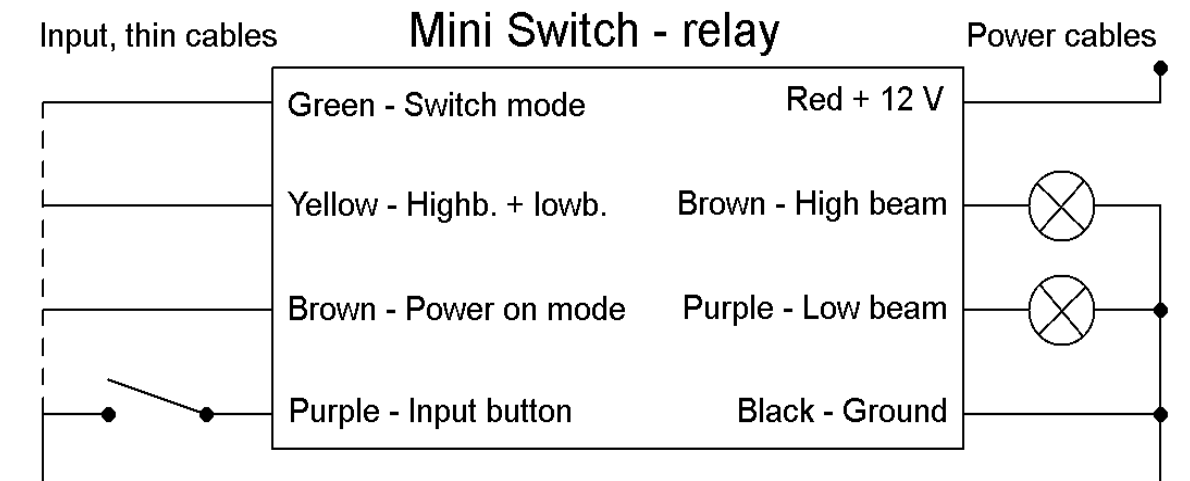 Input, thin cables
Mini Switch - relay
Power cables
Green - Switch mode
Red + 12 V
Yellow - Highb. + lowb.
Brown - High beam
Brown - Power on mode
Purple - Low beam
Purple - Input button
Black - Ground